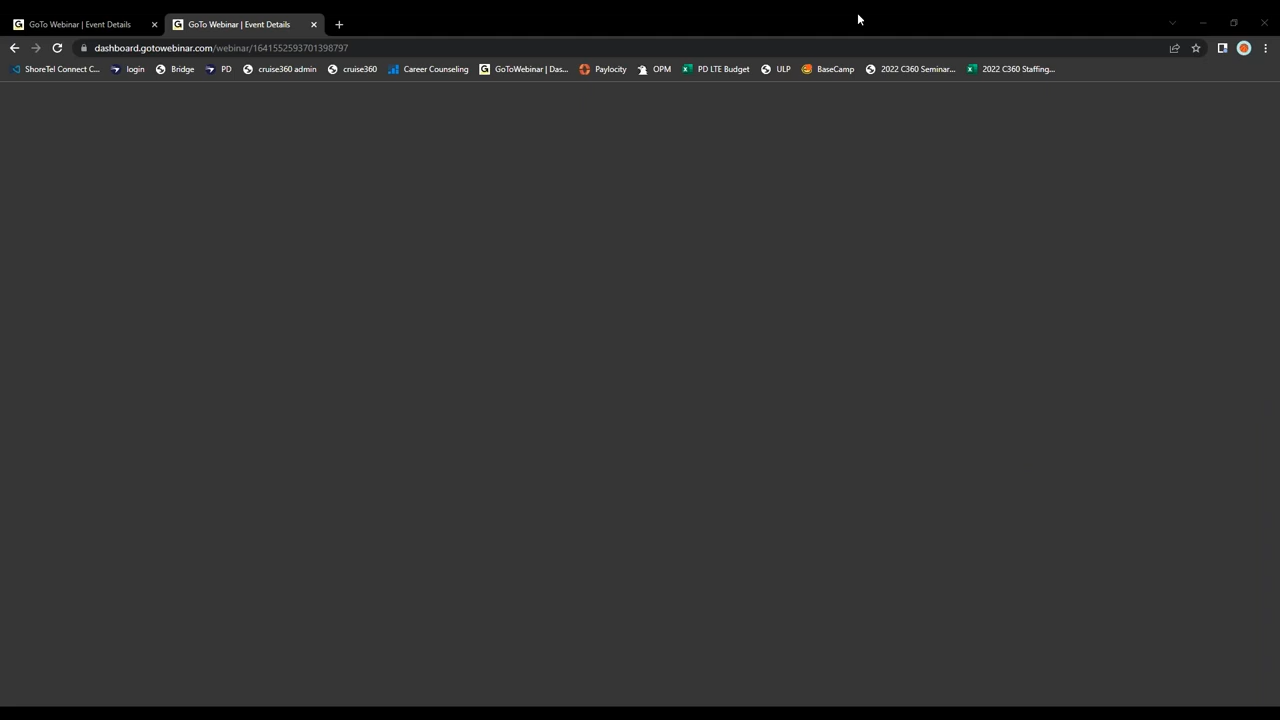 GoTo Webinar | Event Details
GoTo Webinar | Event Details
dashboard.gotowebinar.com/webinar/1641552593701398797
ShoreTel Connect C... login Bridge PD cruise360 admin cruise360 Career Counseling GoToWebinar | Das... Paylocity OPM PD LTE Budget ULP BaseCamp 2022 C360 Seminar... 2022 C360 Staffing...